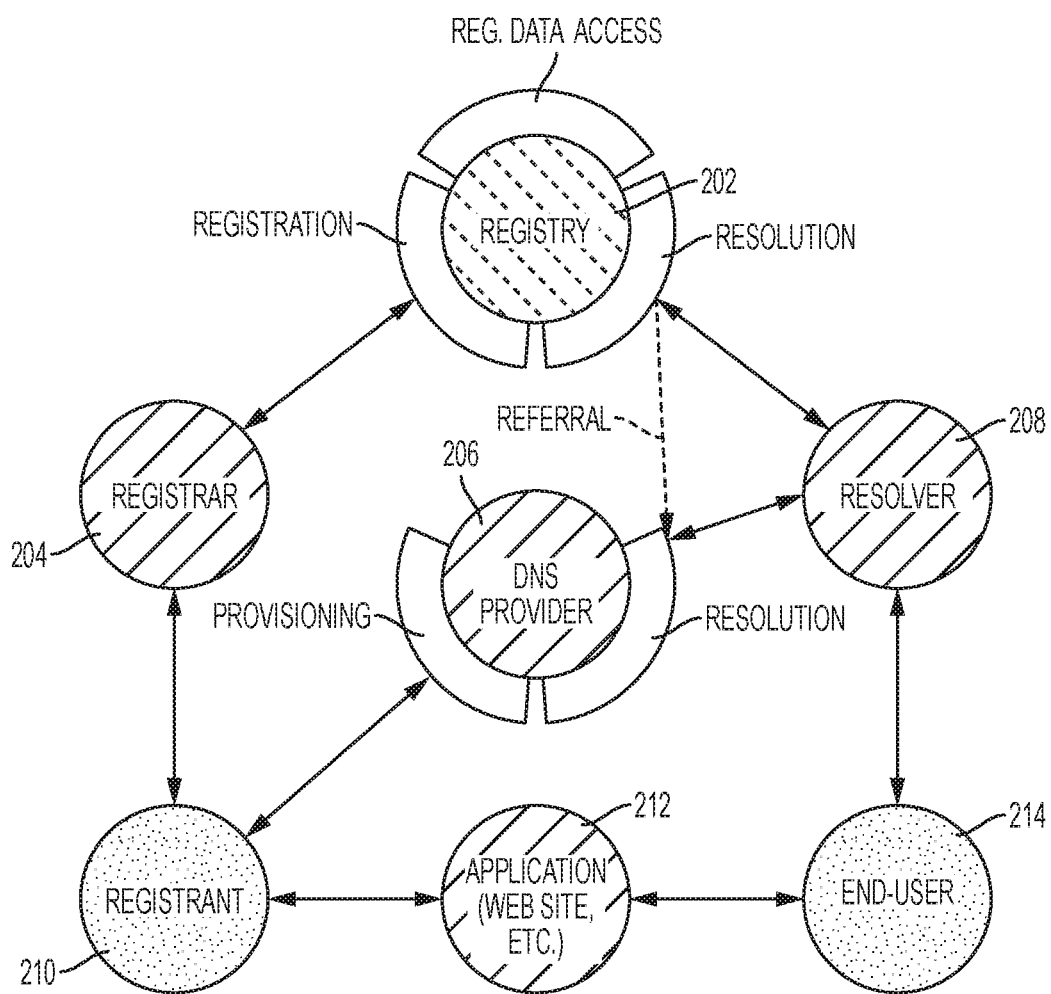 REG. DATA ACCESS
202
REGISTRATION
REGISTRY
RESOLUTION
REFERRAL
208
206
REGISTRAR
RESOLVER
204
DNS
PROVIDER
PROVISIONING
RESOLUTION
212
214
REGISTRANT
APPLICATION
(WEB SITE,
ETC.)
END-USER
210